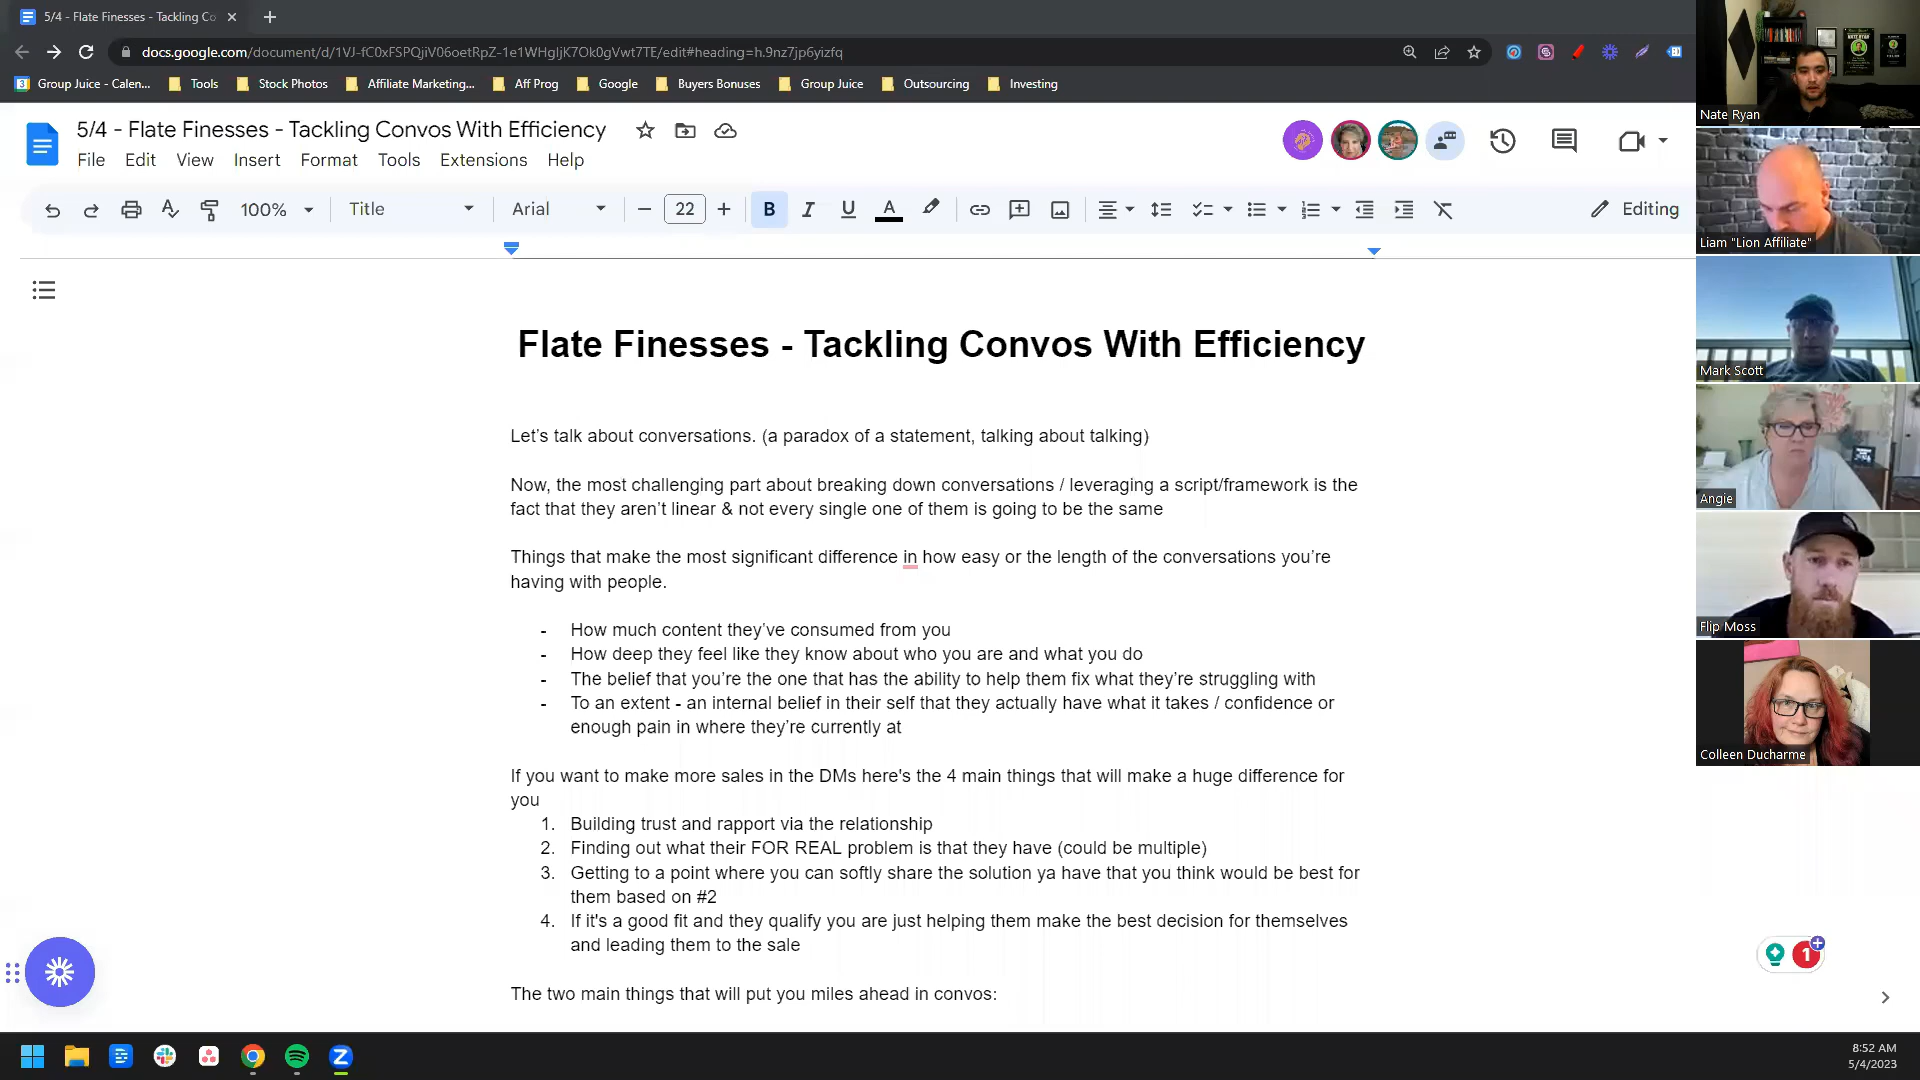 5/4 - Flate Finesses - Tackling Co
docs.google.com/document/d/1VJ-fC0xFSPQjiV06oetRpZ-1e1WHgIjK7Ok0gVwt7TE/edit#heading=h.9nz7jp6yizfq
Group Juice - Calen... Tools Stock Photos Affiliate Marketing... Aff Prog Google Buyers Bonuses Group Juice Outsourcing Investing
5/4 - Flate Finesses - Tackling Convos With Efficiency
File Edit View Insert Format Tools Extensions Help
100% Title Arial 22 B I U A Editing
Flate Finesses - Tackling Convos With Efficiency
Let’s talk about conversations. (a paradox of a statement, talking about talking)
Now, the most challenging part about breaking down conversations / leveraging a script/framework is the
fact that they aren’t linear & not every single one of them is going to be the same
Things that make the most significant difference in how easy or the length of the conversations you’re
having with people.
- How much content they’ve consumed from you
- How deep they feel like they know about who you are and what you do
- The belief that you’re the one that has the ability to help them fix what they’re struggling with
- To an extent - an internal belief in their self that they actually have what it takes / confidence or
enough pain in where they’re currently at
If you want to make more sales in the DMs here's the 4 main things that will make a huge difference for
you
1. Building trust and rapport via the relationship
2. Finding out what their FOR REAL problem is that they have (could be multiple)
3. Getting to a point where you can softly share the solution ya have that you think would be best for
them based on #2
4. If it's a good fit and they qualify you are just helping them make the best decision for themselves
and leading them to the sale
The two main things that will put you miles ahead in convos:
Nate Ryan
Liam "Lion Affiliate"
Mark Scott
Angie
Flip Moss
Colleen Ducharme
1
8:52 AM
5/4/2023